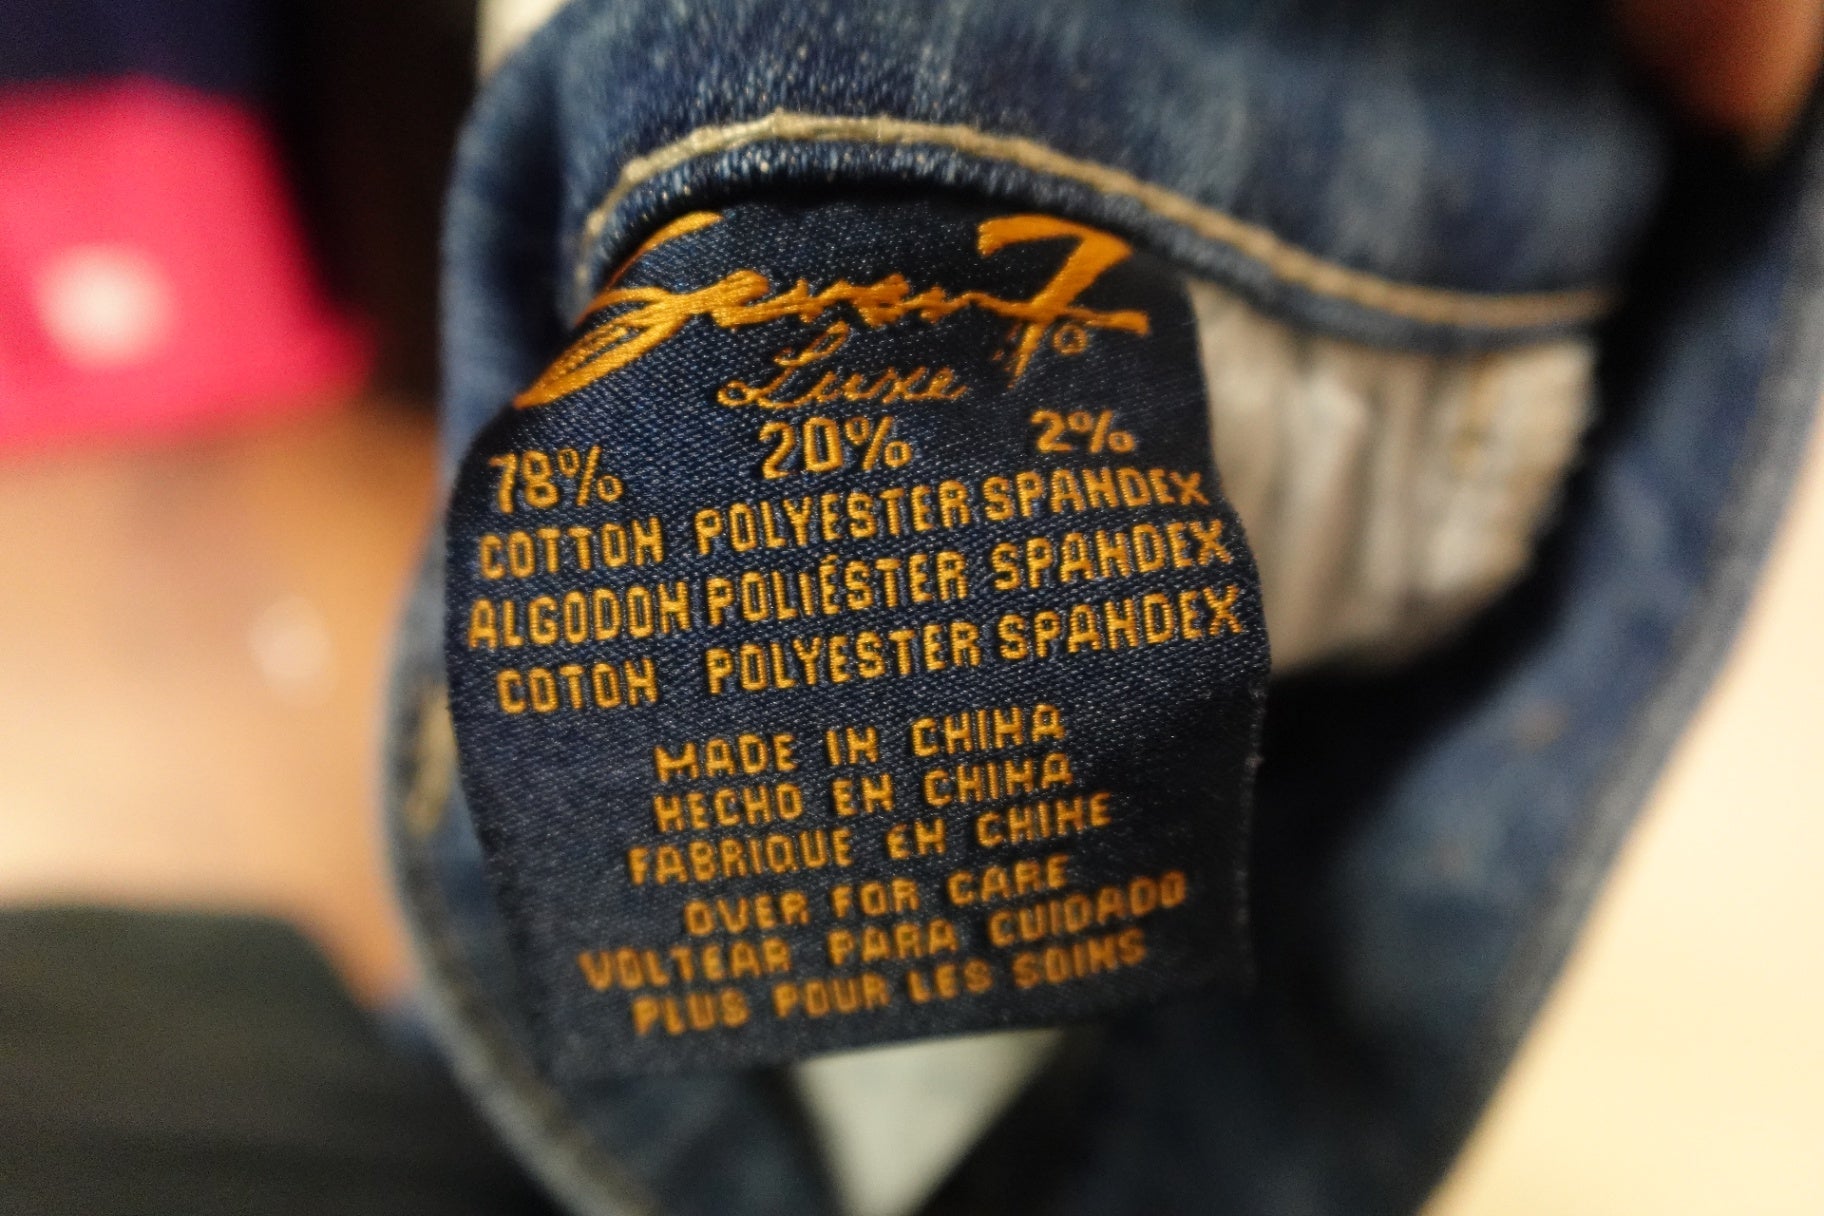 Seven7®
Luxe
78% 20% 2%
COTTON POLYESTER SPANDEX
ALGODON POLIÉSTER SPANDEX
COTON POLYESTER SPANDEX
MADE IN CHINA
HECHO EN CHINA
FABRIQUE EN CHINE
OVER FOR CARE
VOLTEAR PARA CUIDADO
PLUS POUR LES SOINS